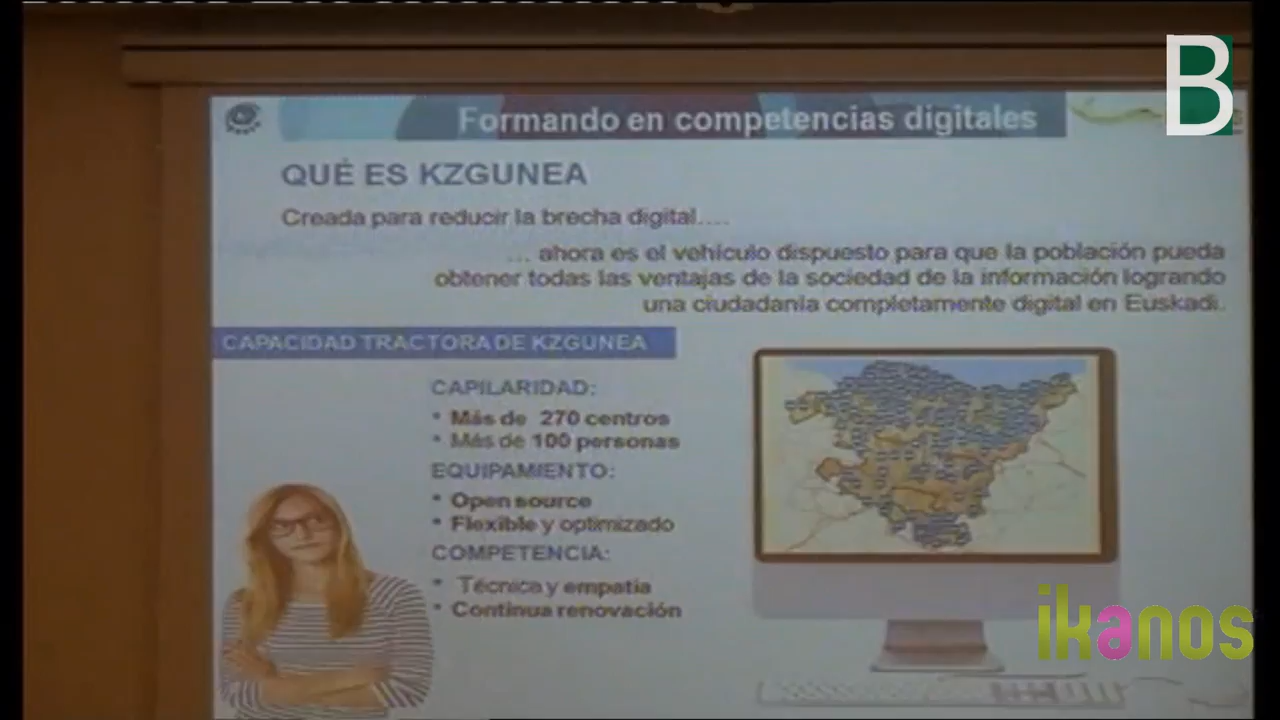 B
Formando en competencias digitales
QUÉ ES KZGUNEA
Creada para reducir la brecha digital....
... ahora es el vehículo dispuesto para que la población pueda
obtener todas las ventajas de la sociedad de la información logrando
una ciudadanía completamente digital en Euskadi.
CAPACIDAD TRACTORA DE KZGUNEA
CAPILARIDAD:
• Más de 270 centros
• Más de 100 personas
EQUIPAMIENTO:
• Open source
• Flexible y optimizado
COMPETENCIA:
• Técnica y empatía
• Continua renovación
ikanos